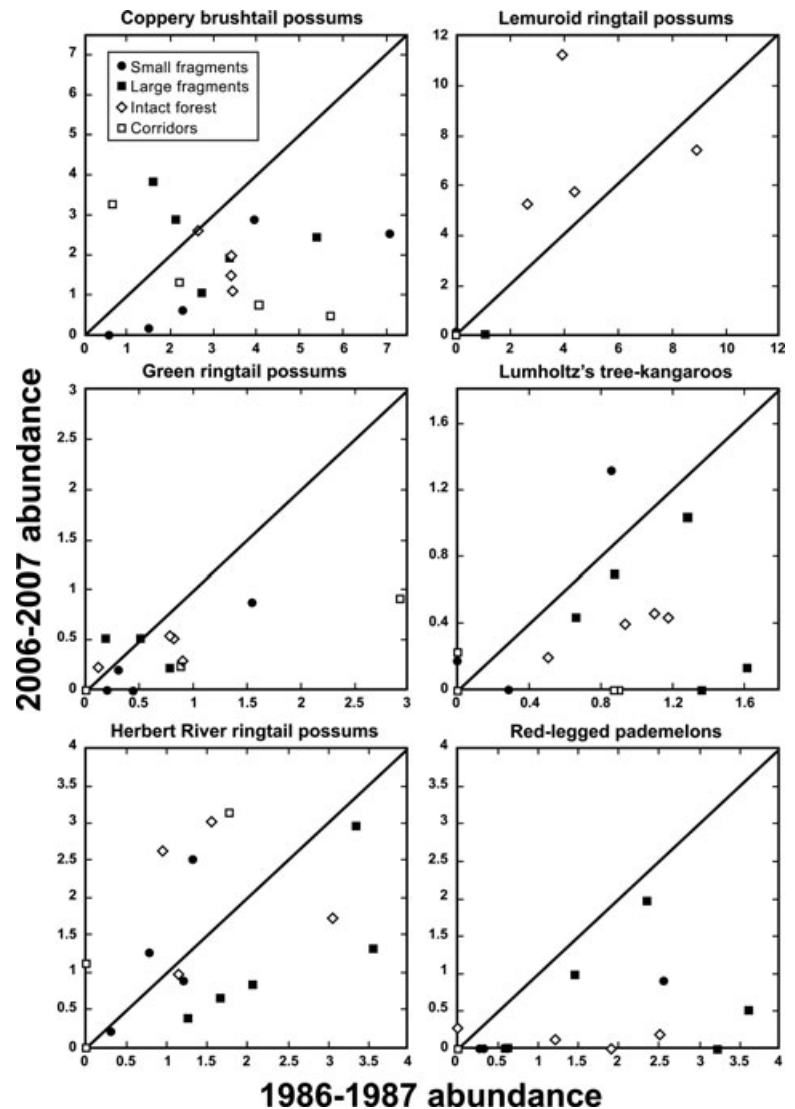 Coppery brushtail possums
7
6
5
4
3
2
1
0
0 1 2 3 4 5 6 7
Small fragments
Large fragments
Intact forest
Corridors
Lemuroid ringtail possums
12
10
8
6
4
2
0
0 2 4 6 8 10 12
Green ringtail possums
3
2.5
2
1.5
1
0.5
0
0 0.5 1 1.5 2 2.5 3
Lumholtz's tree-kangaroos
1.6
1.2
0.8
0.4
0
0 0.4 0.8 1.2 1.6
Herbert River ringtail possums
4
3.5
3
2.5
2
1.5
1
0.5
0
0 0.5 1 1.5 2 2.5 3 3.5 4
Red-legged pademelons
4
3.5
3
2.5
2
1.5
1
0.5
0
0 0.5 1 1.5 2 2.5 3 3.5 4
2006-2007 abundance
1986-1987 abundance